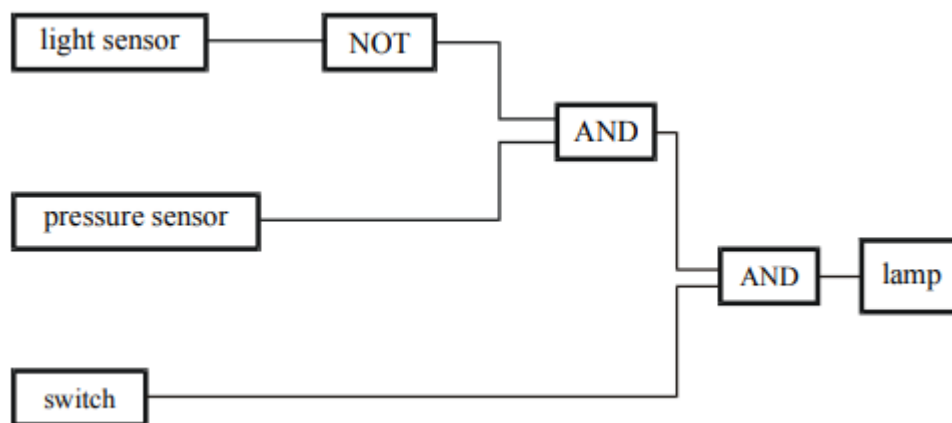 light sensor
NOT
AND
pressure sensor
AND
lamp
switch